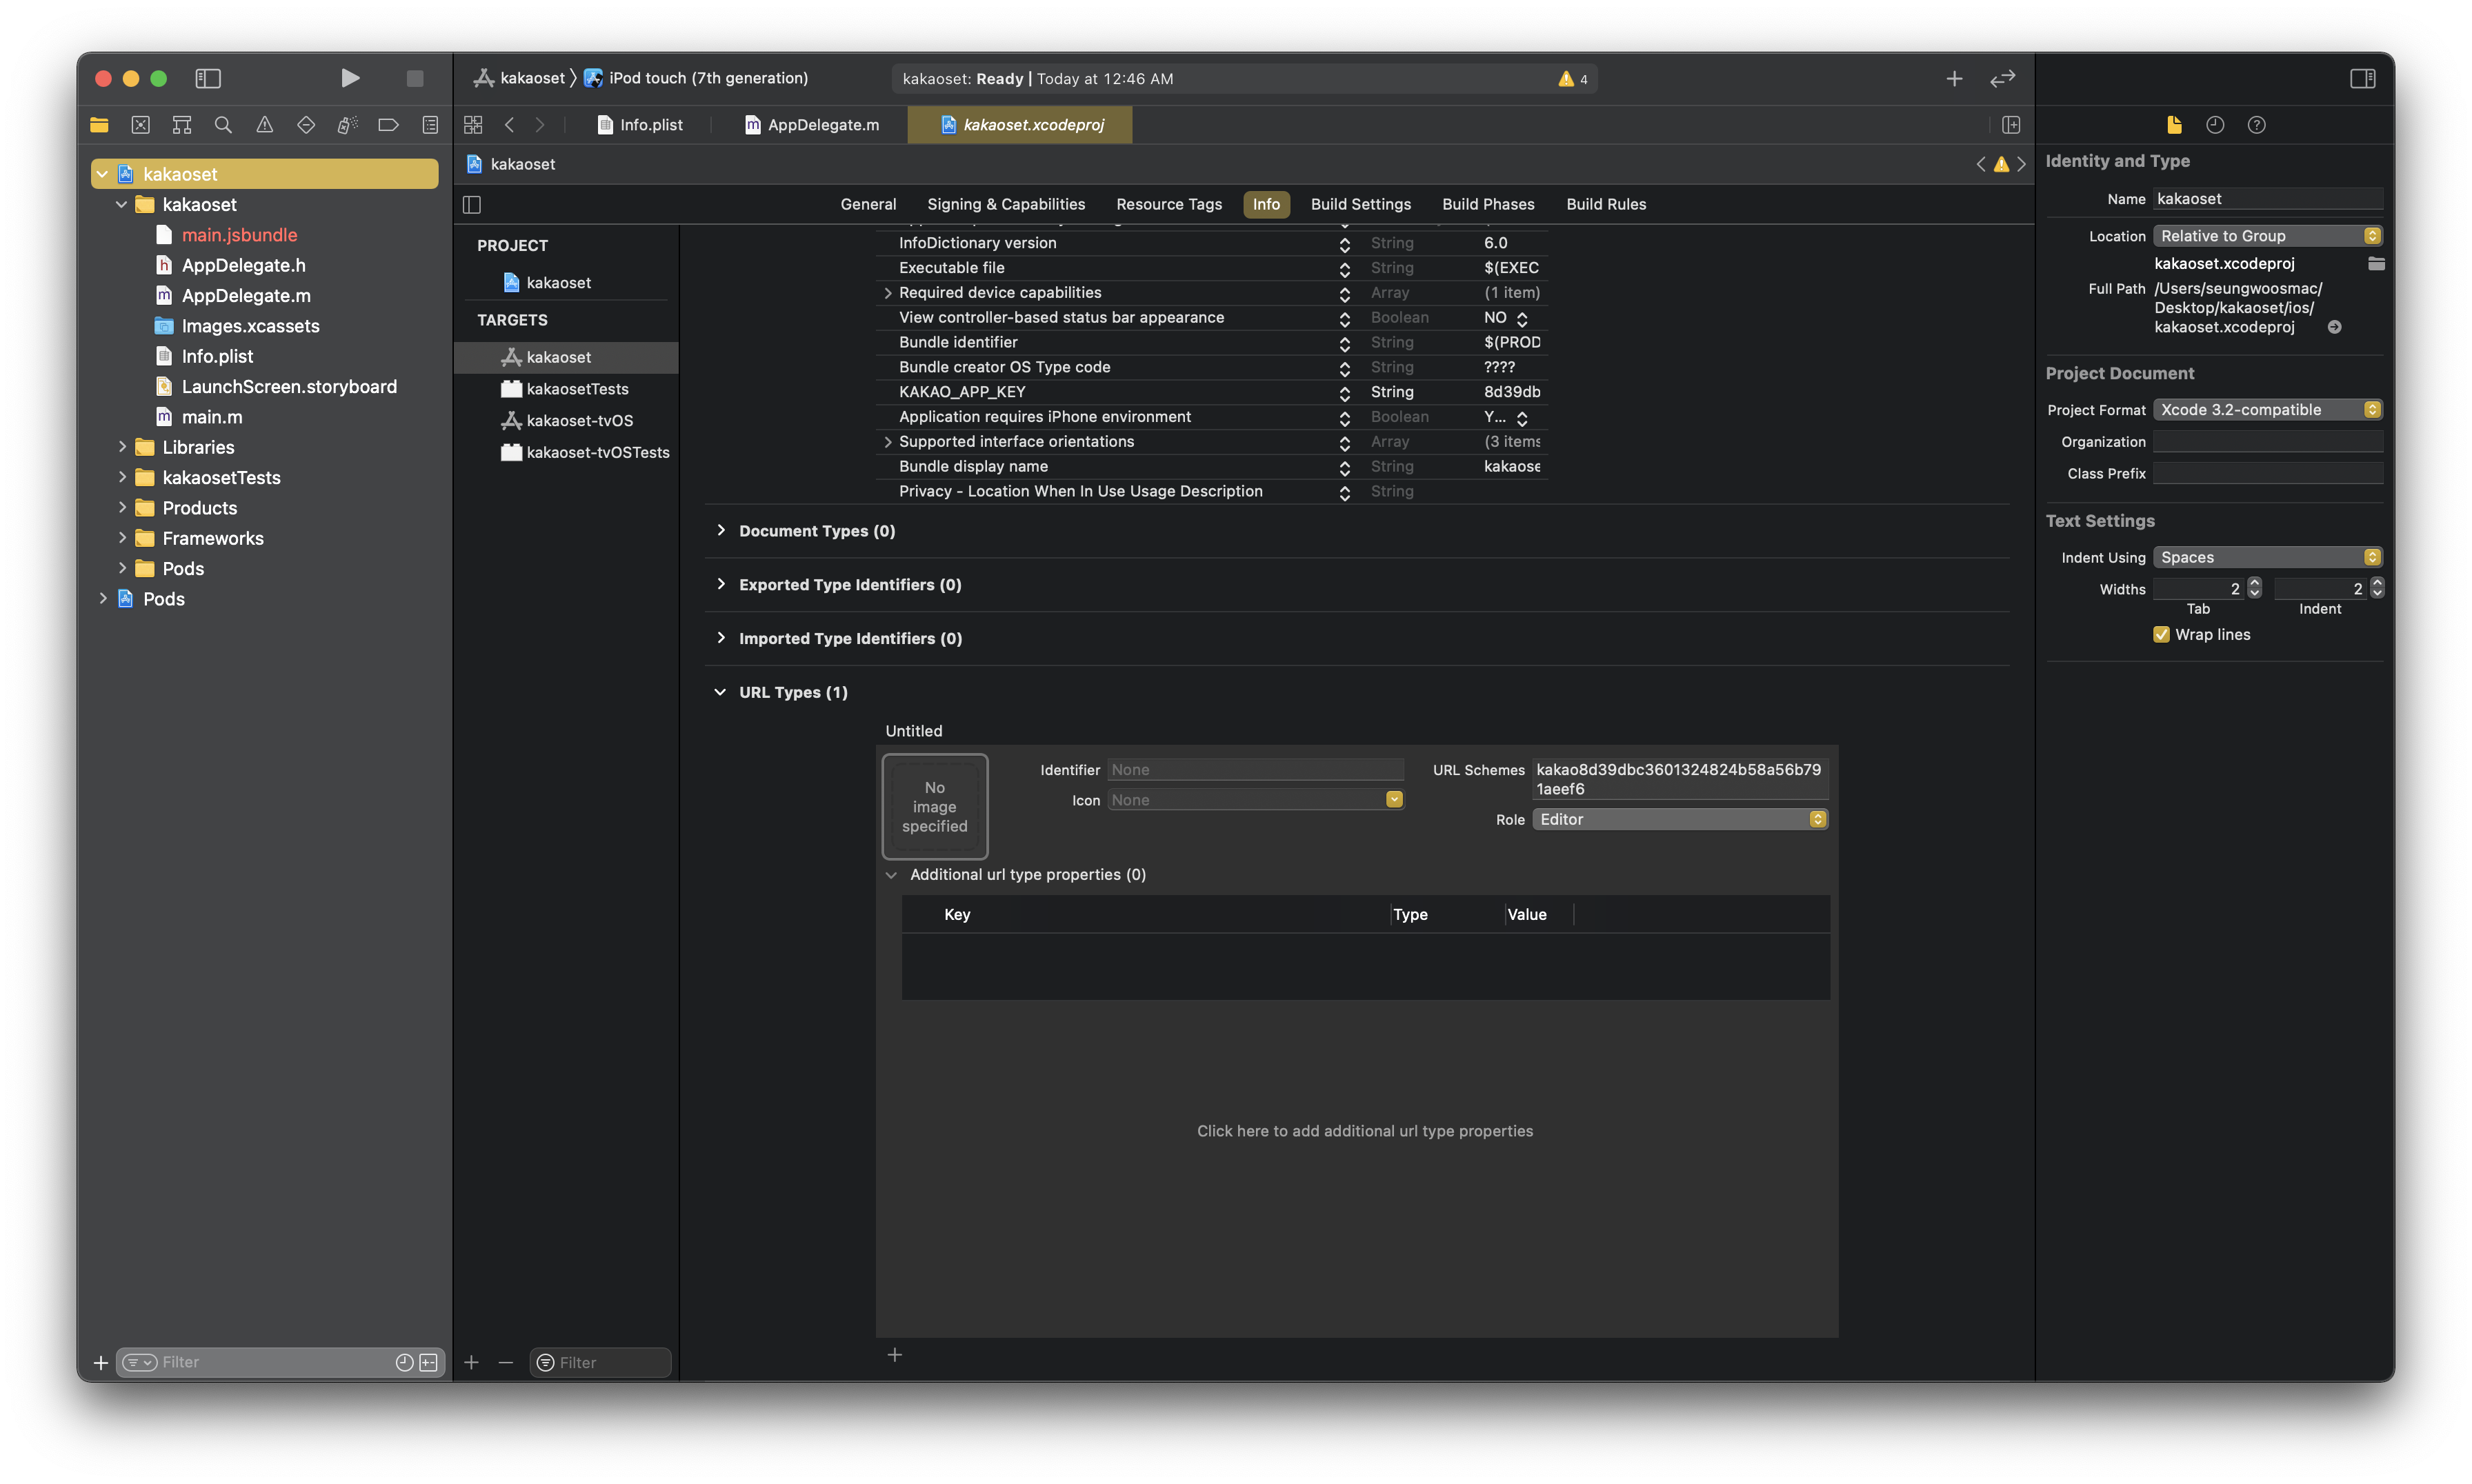 kakaoset
iPod touch (7th generation)
kakaoset: Ready | Today at 12:46 AM
4
Info.plist
AppDelegate.m
kakaoset.xcodeproj
kakaoset
kakaoset
main.jsbundle
AppDelegate.h
AppDelegate.m
Images.xcassets
Info.plist
LaunchScreen.storyboard
main.m
Libraries
kakaosetTests
Products
Frameworks
Pods
Pods
Filter
kakaoset
General
Signing & Capabilities
Resource Tags
Info
Build Settings
Build Phases
Build Rules
PROJECT
kakaoset
TARGETS
kakaoset
kakaosetTests
kakaoset-tvOS
kakaoset-tvOSTests
Filter
InfoDictionary version String 6.0
Executable file String $(EXEC
Required device capabilities Array (1 item)
View controller-based status bar appearance Boolean NO
Bundle identifier String $(PROD
Bundle creator OS Type code String ????
KAKAO_APP_KEY String 8d39db
Application requires iPhone environment Boolean Y...
Supported interface orientations Array (3 items
Bundle display name String kakaose
Privacy - Location When In Use Usage Description String
Document Types (0)
Exported Type Identifiers (0)
Imported Type Identifiers (0)
URL Types (1)
Untitled
No
image
specified
Identifier None
Icon None
URL Schemes kakao8d39dbc3601324824b58a56b79
1aeef6
Role Editor
Additional url type properties (0)
Key Type Value
Click here to add additional url type properties
Identity and Type
Name kakaoset
Location Relative to Group
kakaoset.xcodeproj
Full Path /Users/seungwoosmac/
Desktop/kakaoset/ios/
kakaoset.xcodeproj
Project Document
Project Format Xcode 3.2-compatible
Organization
Class Prefix
Text Settings
Indent Using Spaces
Widths 2 2
Tab Indent
Wrap lines